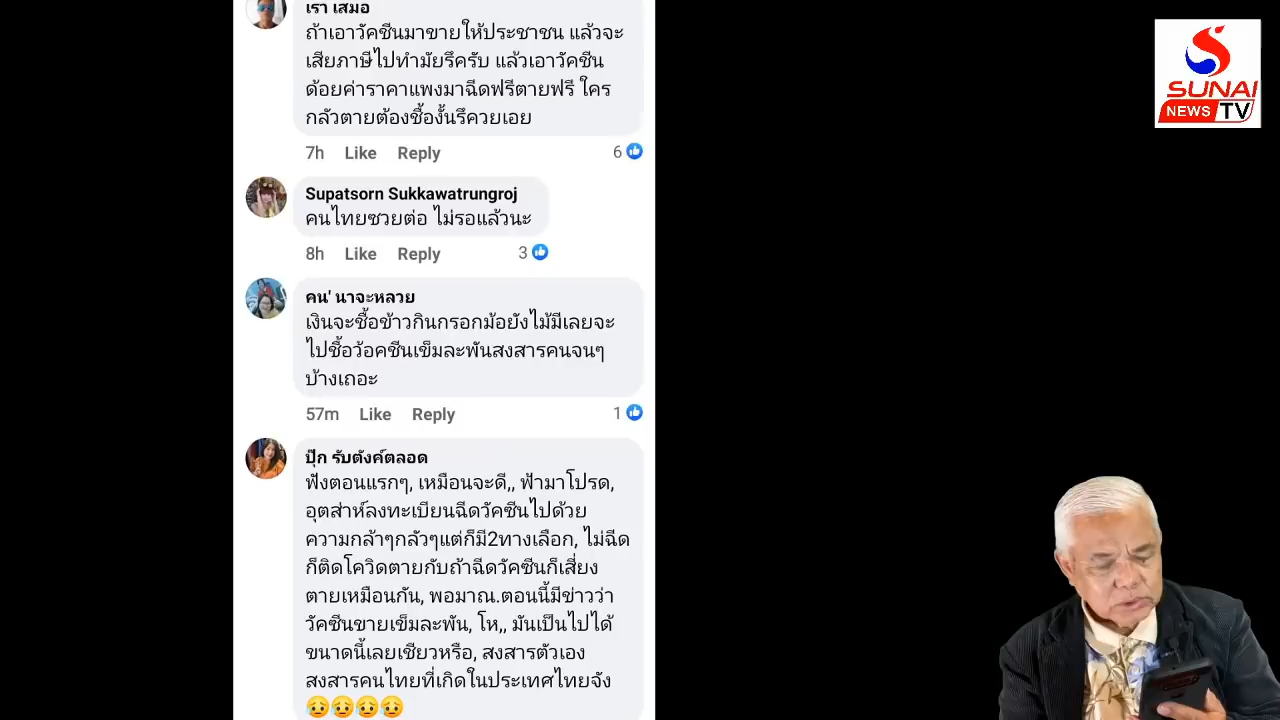 เรา เสมอ
ถ้าเอาวัคซีนมาขายให้ประชาชน แล้วจะ
เสียภาษีไปทำมัยรึครับ แล้วเอาวัคซีน
ด้อยค่าราคาแพงมาฉีดฟรีตายฟรี ใคร
กลัวตายต้องซื้องั้นรึควยเอย
7h Like Reply 6
Supatsorn Sukkawatrungroj
คนไทยซวยต่อ ไม่รอแล้วนะ
8h Like Reply 3
คน' นาจะหลวย
เงินจะซื้อข้าวกินกรอกม้อยังไม้มีเลยจะ
ไปซื้อว้อคซีนเข็มละพันสงสารคนจนๆ
บ้างเถอะ
57m Like Reply 1
ปุ๊ก รับตังค์ตลอด
ฟังตอนแรกๆ, เหมือนจะดี,, ฟ้ามาโปรด,
อุตส่าห์ลงทะเบียนฉีดวัคซีนไปด้วย
ความกล้าๆกลัวๆแต่ก็มี2ทางเลือก, ไม่ฉีด
ก็ติดโควิดตายกับถ้าฉีดวัคซีนก็เสี่ยง
ตายเหมือนกัน, พอมาณ.ตอนนี้มีข่าวว่า
วัคซีนขายเข็มละพัน, โห,, มันเป็นไปได้
ขนาดนี้เลยเชียวหรือ, สงสารตัวเอง
สงสารคนไทยที่เกิดในประเทศไทยจัง
😥😥😥😥
SUNAI
NEWS TV